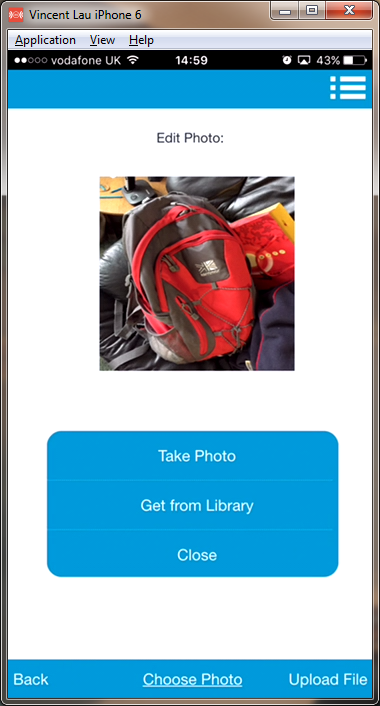 Vincent Lau iPhone 6
Application View Help
vodafone UK 14:59 43%
Edit Photo:
Take Photo
Get from Library
Close
Back Choose Photo Upload File